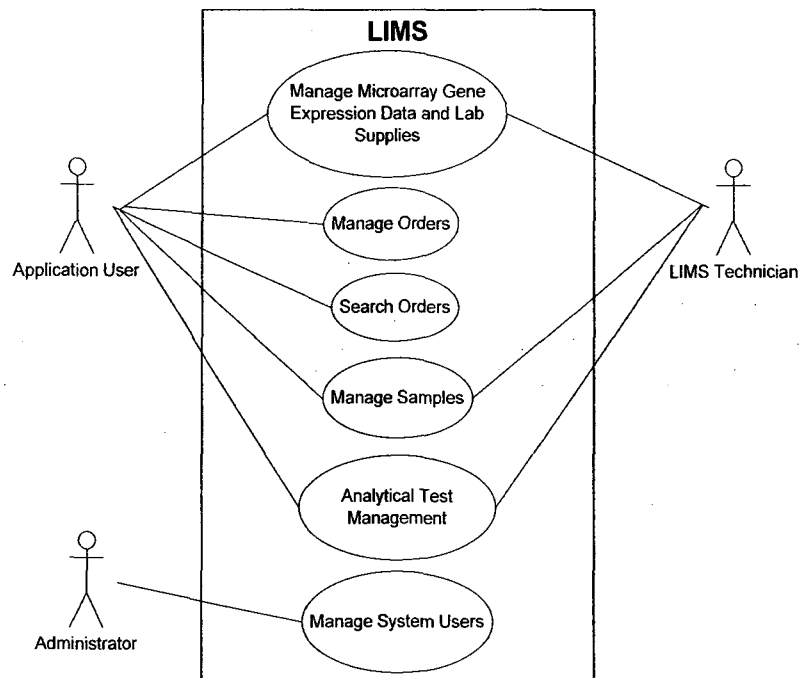 LIMS
Manage Microarray Gene
Expression Data and Lab
Supplies
Manage Orders
Application User
LIMS Technician
Search Orders
Manage Samples
Analytical Test
Management
Manage System Users
Administrator